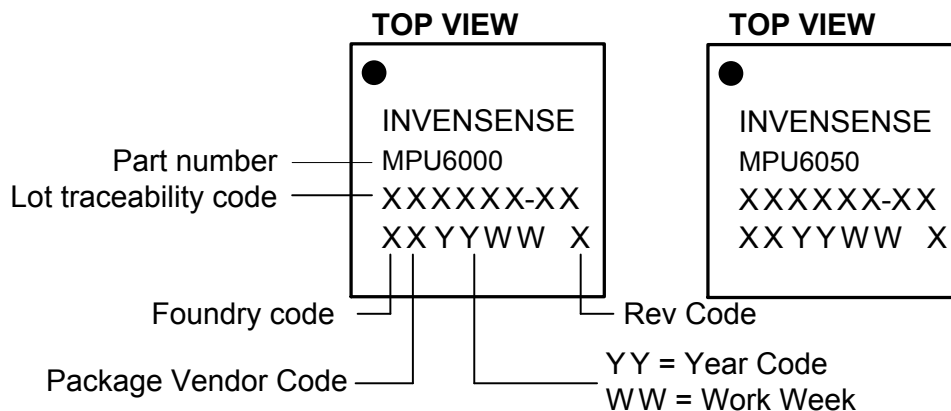 TOP VIEW
TOP VIEW
INVENSENSE
INVENSENSE
Part number
MPU6000
MPU6050
Lot traceability code
XXXXXX-XX
XXXXXX-XX
XXYYWW X
XXYYWW X
Foundry code
Rev Code
Package Vendor Code
YY = Year Code
WW = Work Week